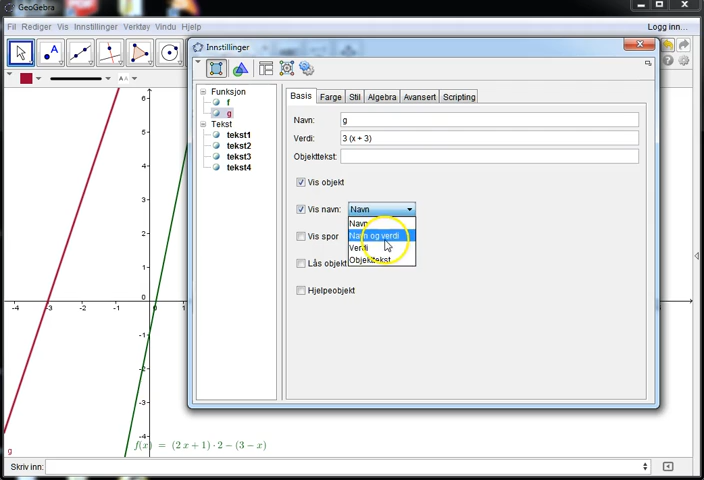 GeoGebra
Fil Rediger Vis Innstillinger Verktøy Vindu Hjelp
Logg inn...
Innstillinger
Funksjon
f
g
Tekst
tekst1
tekst2
tekst3
tekst4
Basis Farge Stil Algebra Avansert Scripting
Navn: g
Verdi: 3 (x + 3)
Objekttekst:
Vis objekt
Vis navn: Navn
Navn
Navn og verdi
Verdi
Objekttekst
Vis spor
Lås objekt
Hjelpeobjekt
6
5
4
3
2
1
0
-4 -3 -2 -1 0 1
-1
-2
-3
-4
f(x) = (2 x + 1) · 2 − (3 − x)
g
Skriv inn: